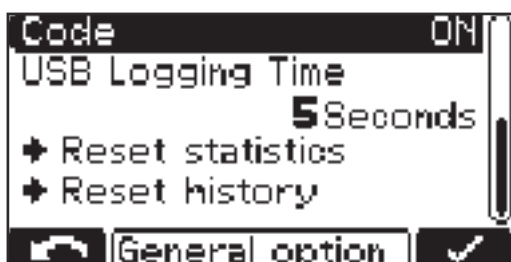 Code ON
USB Logging Time
5 Seconds
Reset statistics
Reset history
General option